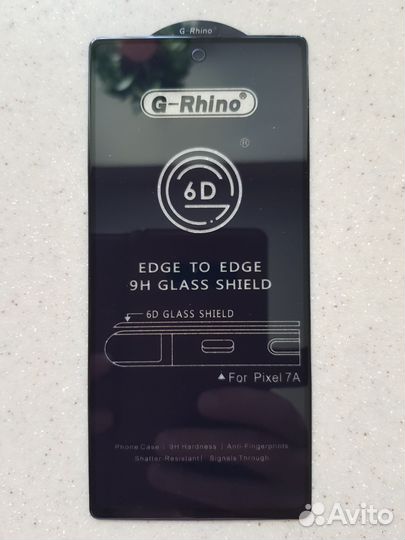 G-Rhino
G-Rhino®
®
6D
EDGE TO EDGE
9H GLASS SHIELD
6D GLASS SHIELD
For Pixel 7A
Phone Case | 9H Hardness | Anti-Fingerprints
Shatter-Resistant | Signals Through
Avito